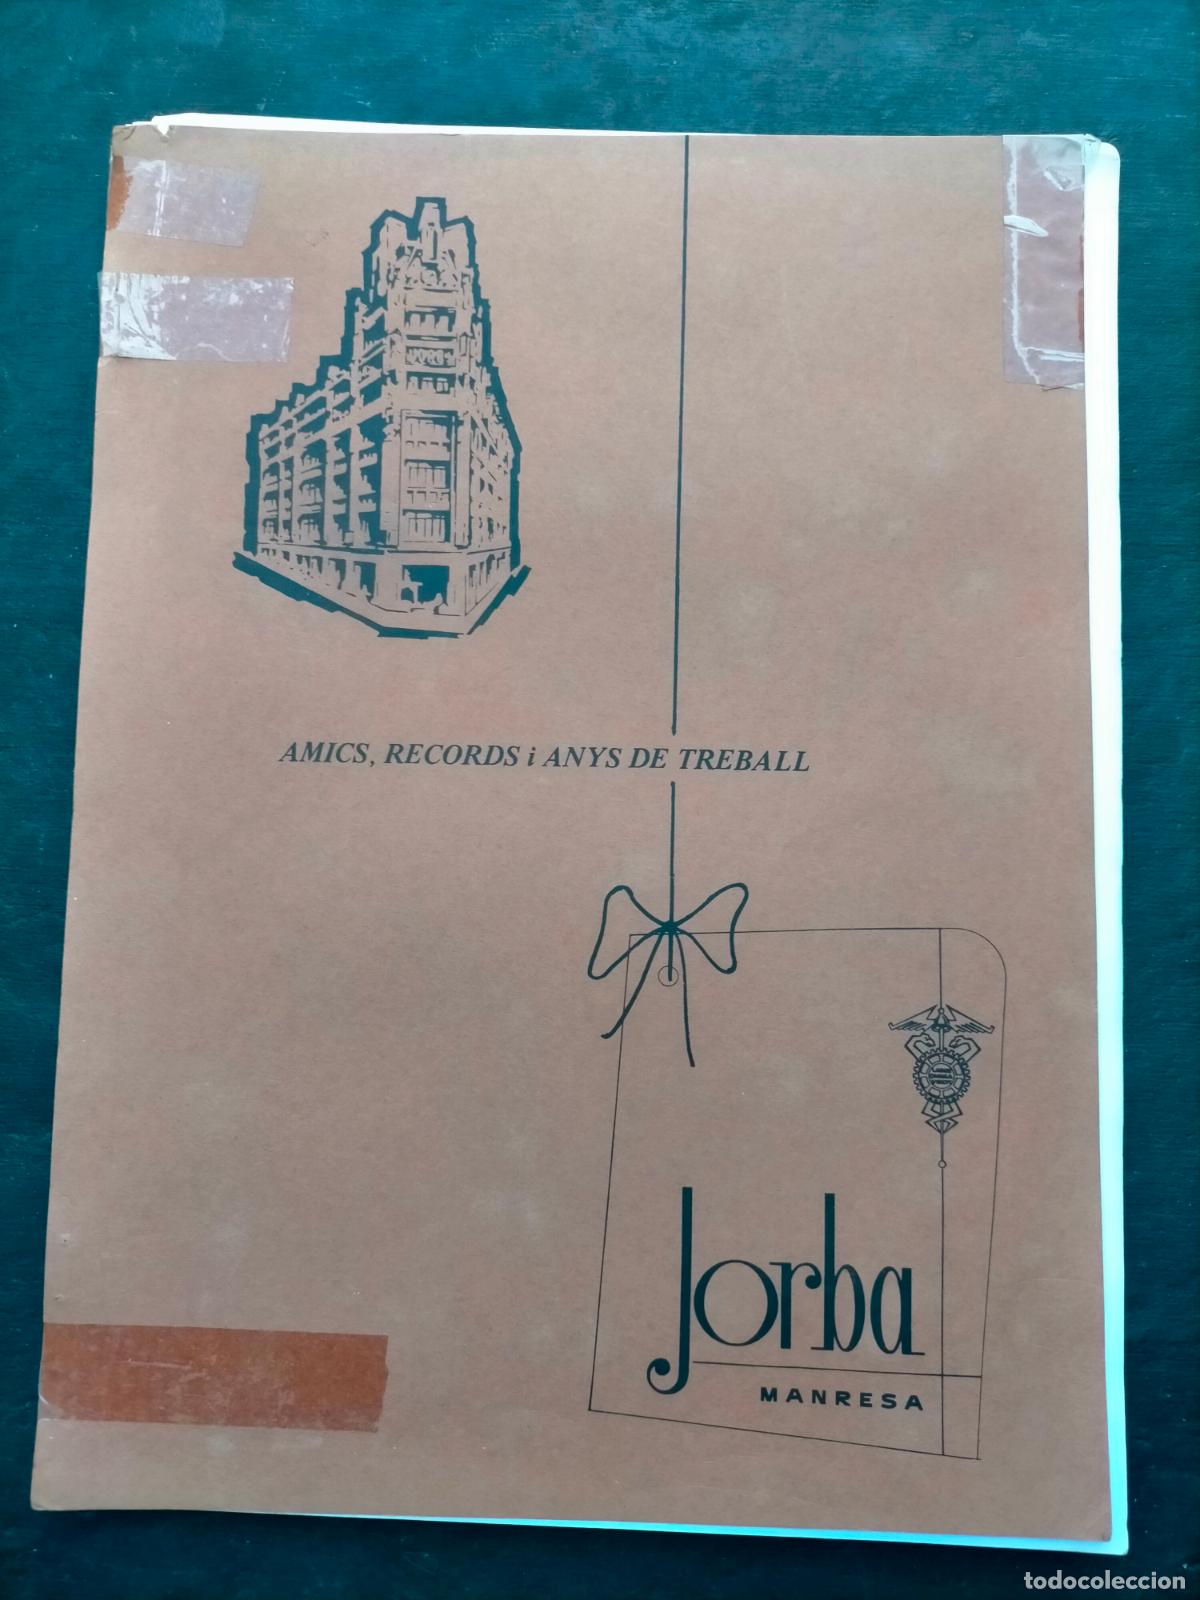 AMICS, RECORDS i ANYS DE TREBALL
Jorba
MANRESA
todocoleccion